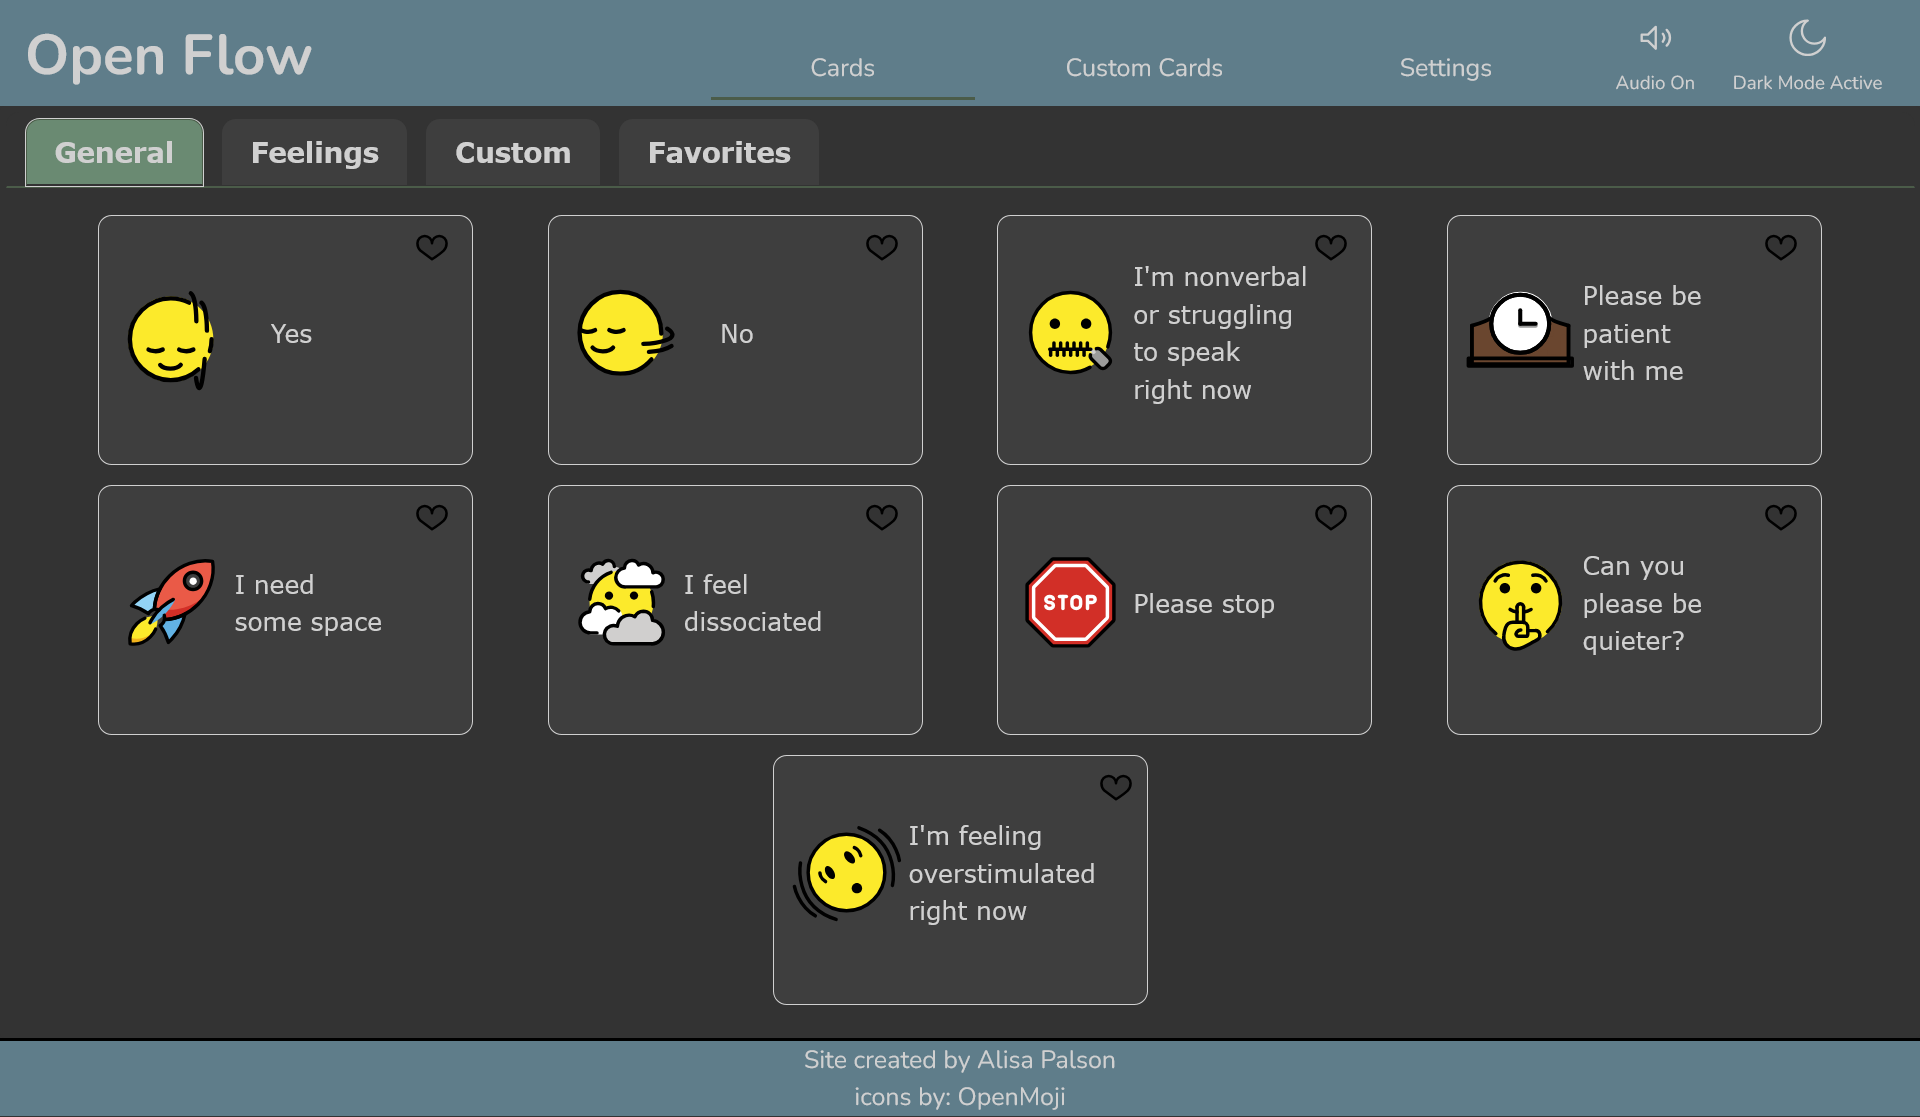 Open Flow
Cards
Custom Cards
Settings
Audio On
Dark Mode Active
General
Feelings
Custom
Favorites
Yes
No
I'm nonverbal
or struggling
to speak
right now
Please be
patient
with me
I need
some space
I feel
dissociated
STOP
Please stop
Can you
please be
quieter?
I'm feeling
overstimulated
right now
Site created by Alisa Palson
icons by: OpenMoji